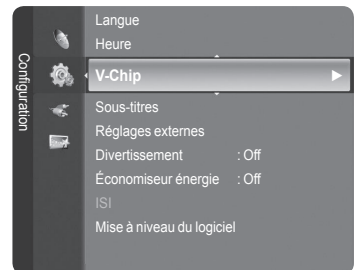 Configuration
Langue
Heure
V-Chip
Sous-titres
Réglages externes
Divertissement : Off
Économiseur énergie : Off
ISI
Mise à niveau du logiciel